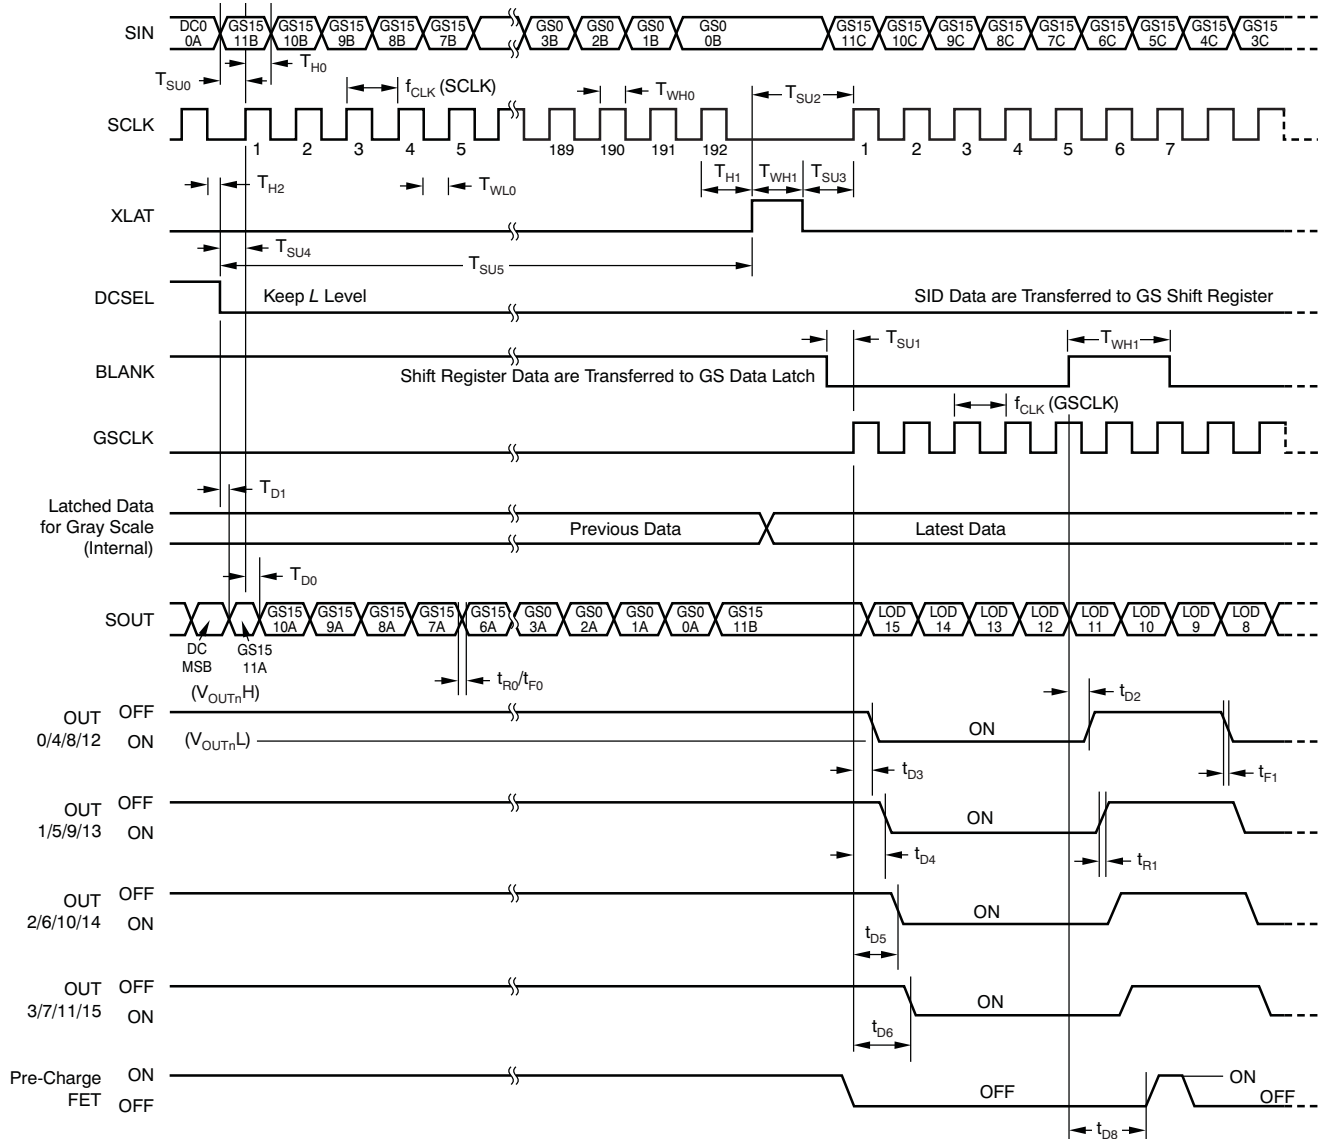 SIN
DC0 GS15 GS15 GS15 GS15 GS15 GS0 GS0 GS0 GS0 GS15 GS15 GS15 GS15 GS15 GS15 GS15 GS15 GS15
0A 11B 10B 9B 8B 7B 3B 2B 1B 0B 11C 10C 9C 8C 7C 6C 5C 4C 3C
TSU0 TH0
fCLK (SCLK) TWH0 TSU2
SCLK
1 2 3 4 5 189 190 191 192 1 2 3 4 5 6 7
TH2 TWL0 TH1 TWH1 TSU3
XLAT
TSU4
TSU5
DCSEL Keep L Level SID Data are Transferred to GS Shift Register
TSU1 TWH1
BLANK Shift Register Data are Transferred to GS Data Latch
fCLK (GSCLK)
GSCLK
TD1
Latched Data
for Gray Scale
(Internal)
Previous Data Latest Data
TD0
SOUT
GS15 GS15 GS15 GS15 GS15 GS0 GS0 GS0 GS0 GS15 LOD LOD LOD LOD LOD LOD LOD LOD
10A 9A 8A 7A 6A 3A 2A 1A 0A 11B 15 14 13 12 11 10 9 8
DC
MSB
GS15
11A
tR0/tF0
(VOUTnH)
tD2
OUT
0/4/8/12
OFF
ON
(VOUTnL)
ON
tD3 tF1
OUT
1/5/9/13
OFF
ON
ON
tD4 tR1
OUT
2/6/10/14
OFF
ON
ON
tD5
OUT
3/7/11/15
OFF
ON
ON
tD6
Pre-Charge
FET
ON
OFF
OFF
ON
OFF
tD8